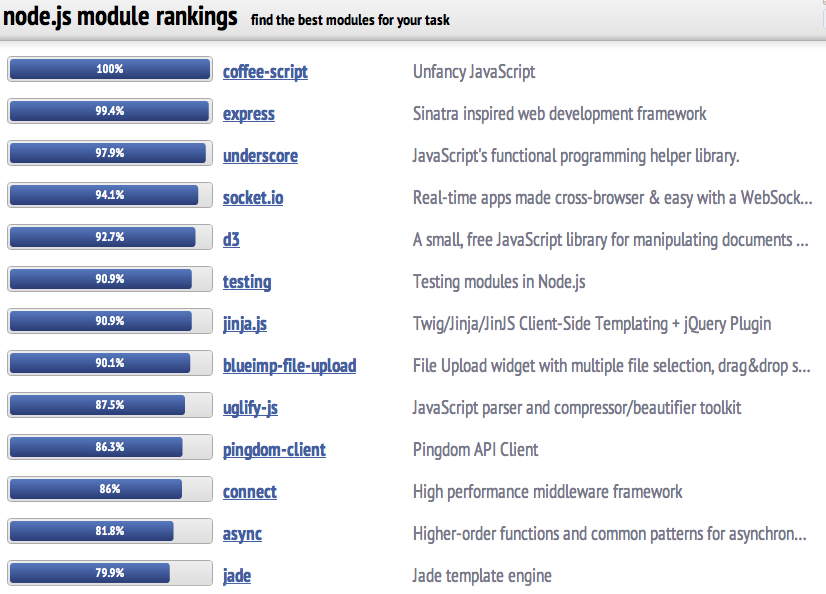 node.js module rankings find the best modules for your task
100% coffee-script Unfancy JavaScript
99.4% express Sinatra inspired web development framework
97.9% underscore JavaScript's functional programming helper library.
94.1% socket.io Real-time apps made cross-browser & easy with a WebSock...
92.7% d3 A small, free JavaScript library for manipulating documents ...
90.9% testing Testing modules in Node.js
90.9% jinja.js Twig/Jinja/JinJS Client-Side Templating + jQuery Plugin
90.1% blueimp-file-upload File Upload widget with multiple file selection, drag&drop s...
87.5% uglify-js JavaScript parser and compressor/beautifier toolkit
86.3% pingdom-client Pingdom API Client
86% connect High performance middleware framework
81.8% async Higher-order functions and common patterns for asynchron...
79.9% jade Jade template engine